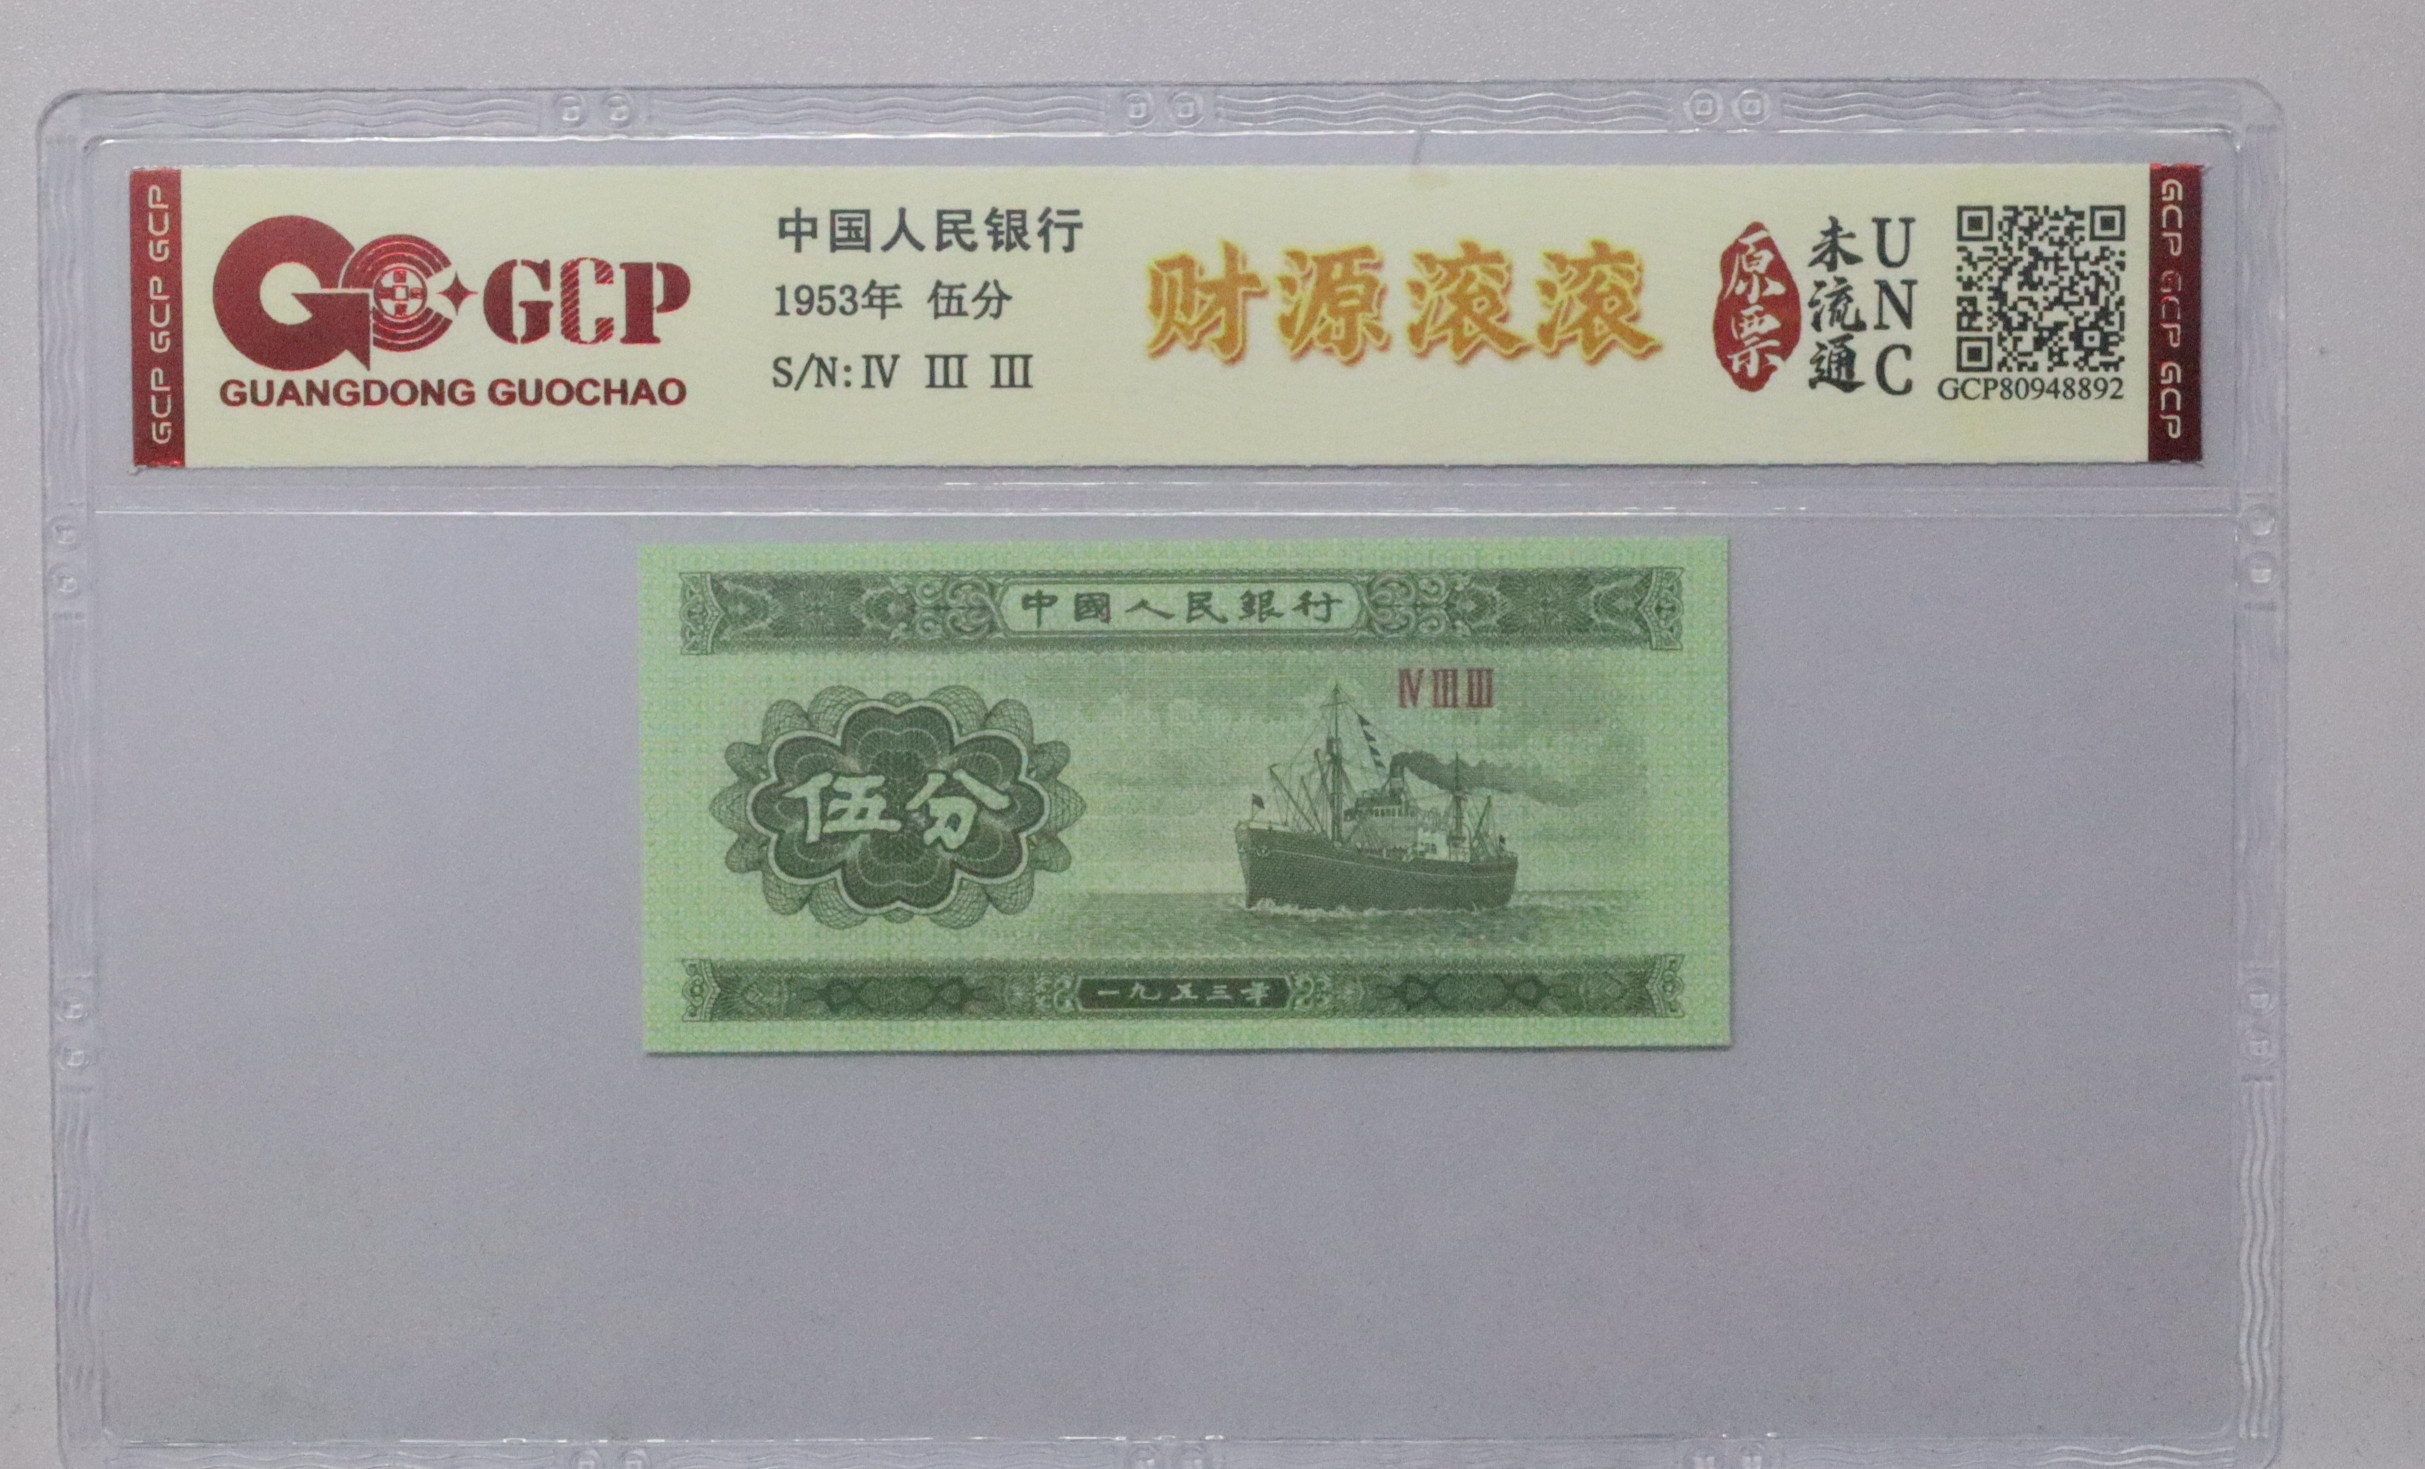 GCP GCP GCP
GCP
GUANGDONG GUOCHAO
中国人民银行
1953年 伍分
S/N: Ⅳ Ⅲ Ⅲ
财源滚滚
原票
未流通
UNC
GCP80948892
GCP GCP GCP
中國人民銀行
Ⅳ Ⅲ Ⅲ
伍分
一九五三年